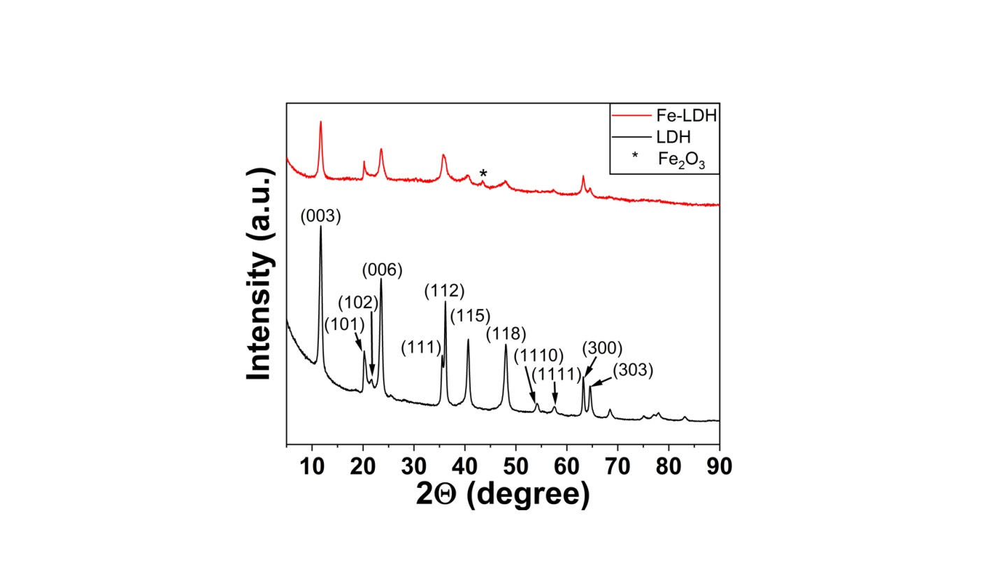 Fe-LDH
LDH
* Fe₂O₃
*
(003)
(006)
(102)
(101)
(112)
(115)
(111)
(118)
(1110)
(1111)
(300)
(303)
Intensity (a.u.)
10 20 30 40 50 60 70 80 90
2Θ (degree)